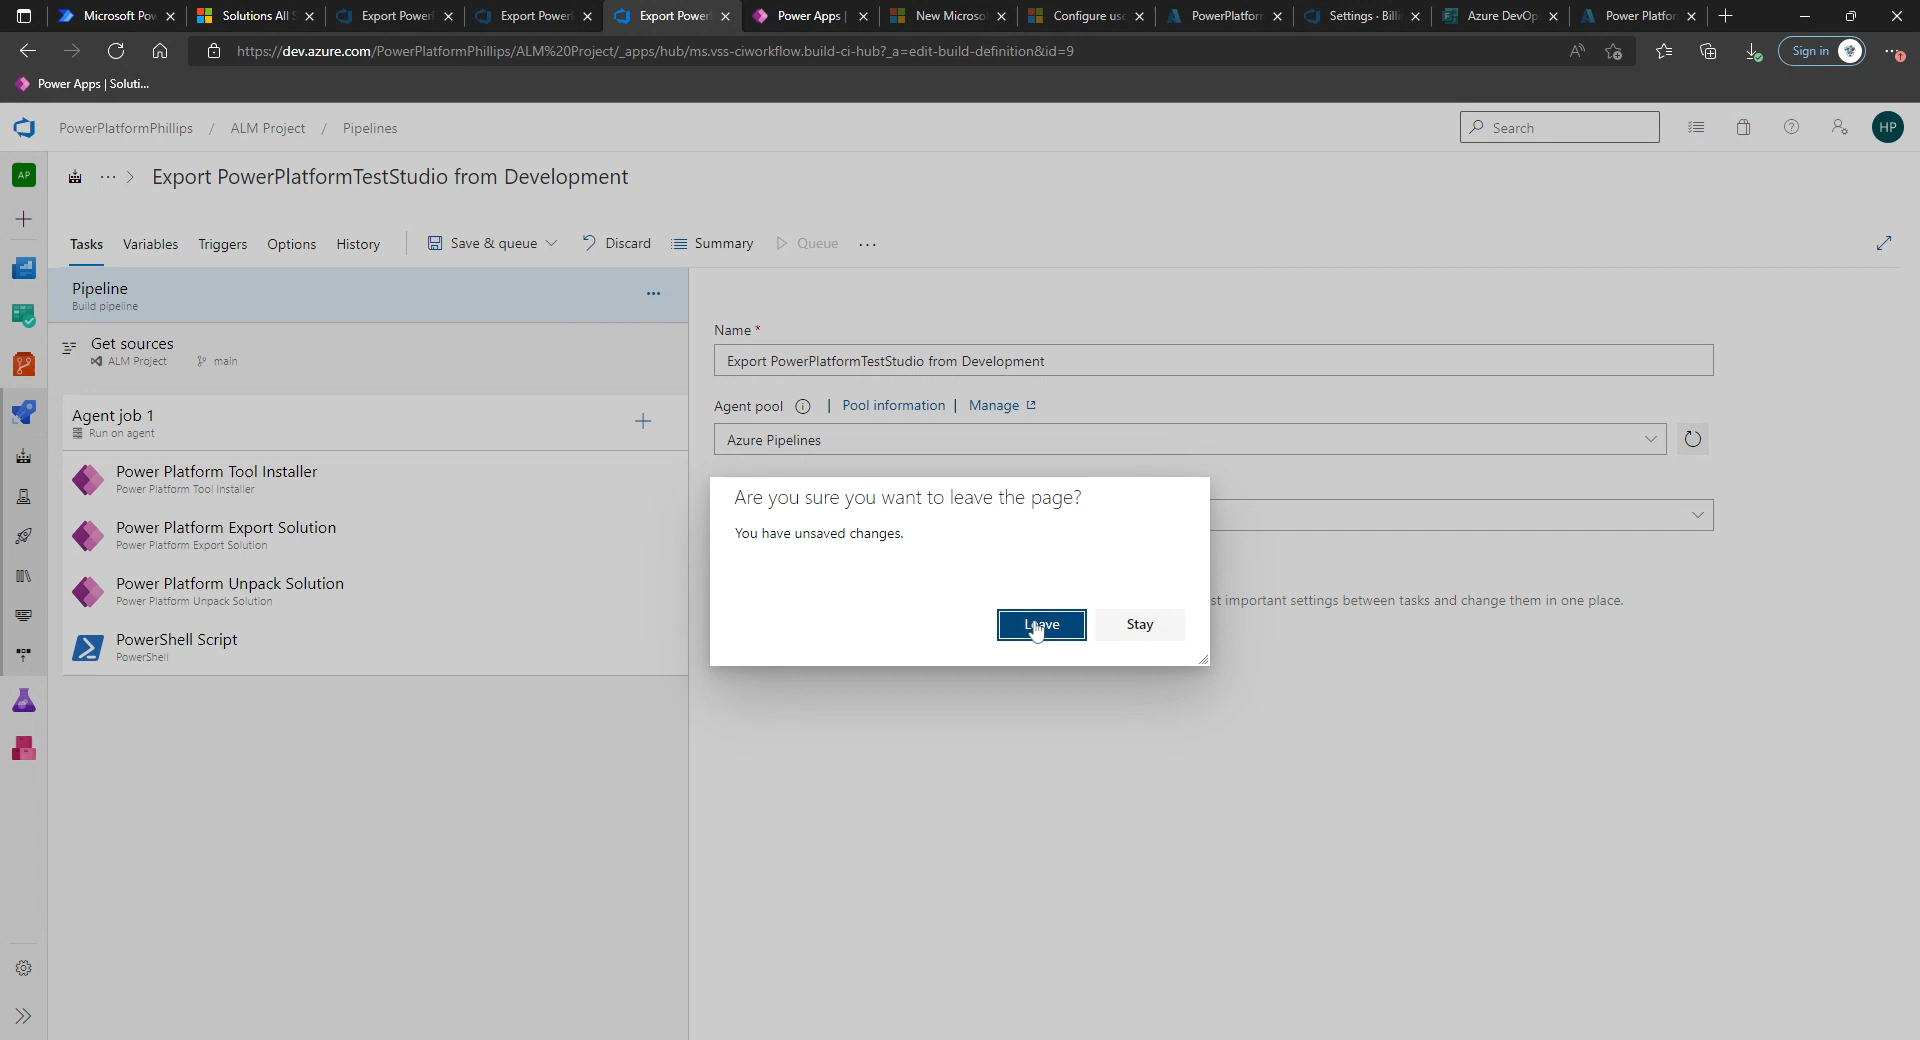 Microsoft Pow
Solutions All S
Export PowerP
Export PowerP
Export PowerP
Power Apps |
New Microso
Configure use
PowerPlatform
Settings · Billi
Azure DevOp
Power Platfor
https://dev.azure.com/PowerPlatformPhillips/ALM%20Project/_apps/hub/ms.vss-ciworkflow.build-ci-hub?_a=edit-build-definition&id=9
Sign in
Power Apps | Soluti...
PowerPlatformPhillips / ALM Project / Pipelines
Search
HP
AP
Export PowerPlatformTestStudio from Development
Tasks Variables Triggers Options History Save & queue Discard Summary Queue
Pipeline
Build pipeline
Get sources
ALM Project main
Agent job 1
Run on agent
Power Platform Tool Installer
Power Platform Tool Installer
Power Platform Export Solution
Power Platform Export Solution
Power Platform Unpack Solution
Power Platform Unpack Solution
PowerShell Script
PowerShell
Name *
Export PowerPlatformTestStudio from Development
Agent pool | Pool information | Manage
Azure Pipelines
Are you sure you want to leave the page?
You have unsaved changes.
st important settings between tasks and change them in one place.
Leave
Stay